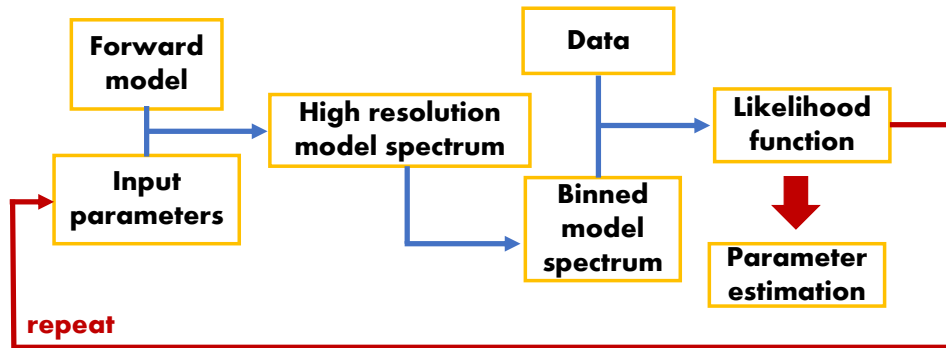 Forward
model
Input
parameters
High resolution
model spectrum
Data
Binned
model
spectrum
Likelihood
function
Parameter
estimation
repeat